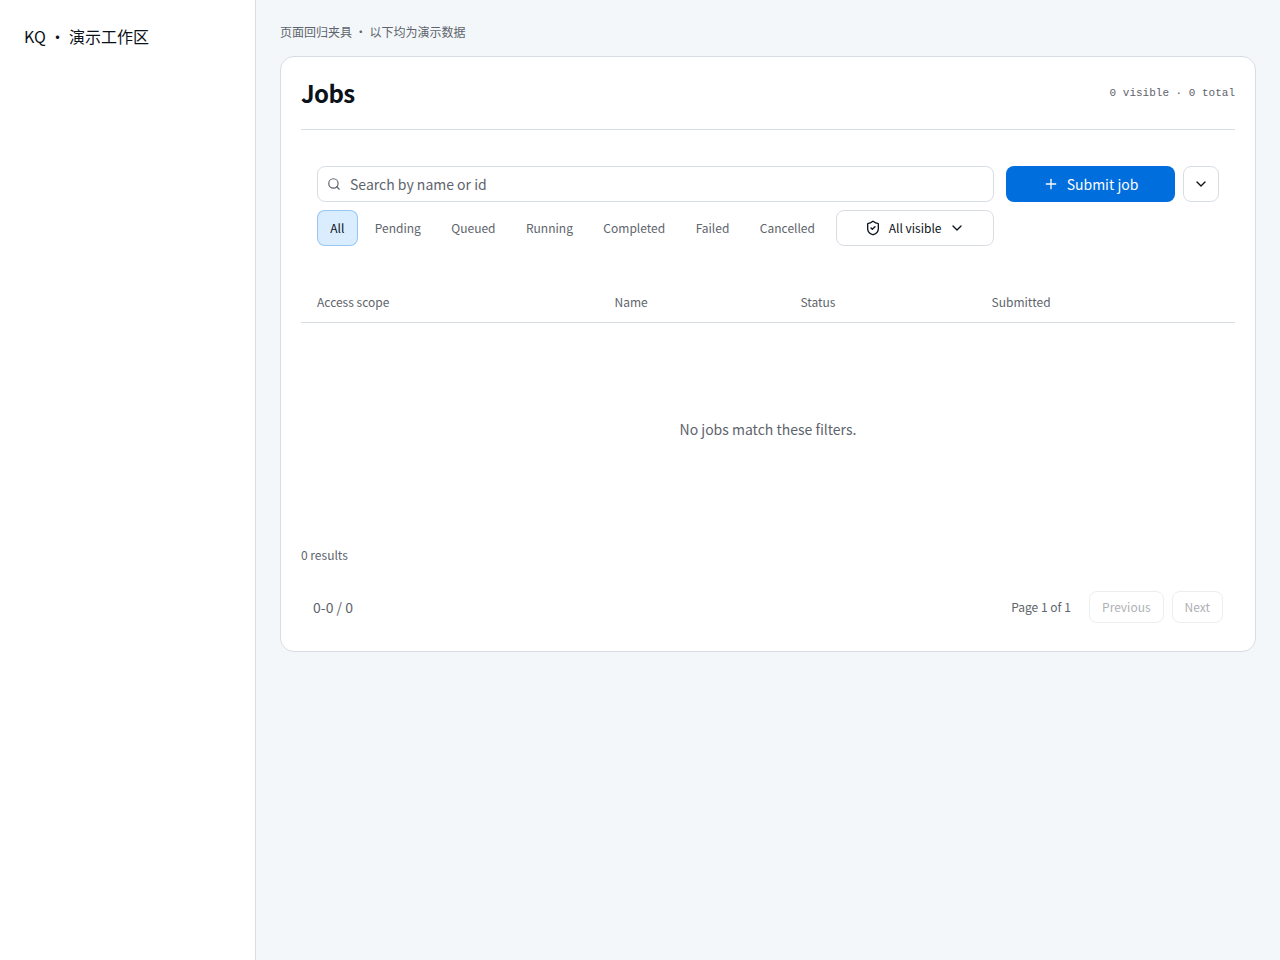 KQ · 演示工作区
页面回归夹具 · 以下均为演示数据
Jobs
0 visible · 0 total
Search by name or id
Submit job
All
Pending
Queued
Running
Completed
Failed
Cancelled
All visible
Access scope
Name
Status
Submitted
No jobs match these filters.
0 results
0-0 / 0
Page 1 of 1
Previous
Next